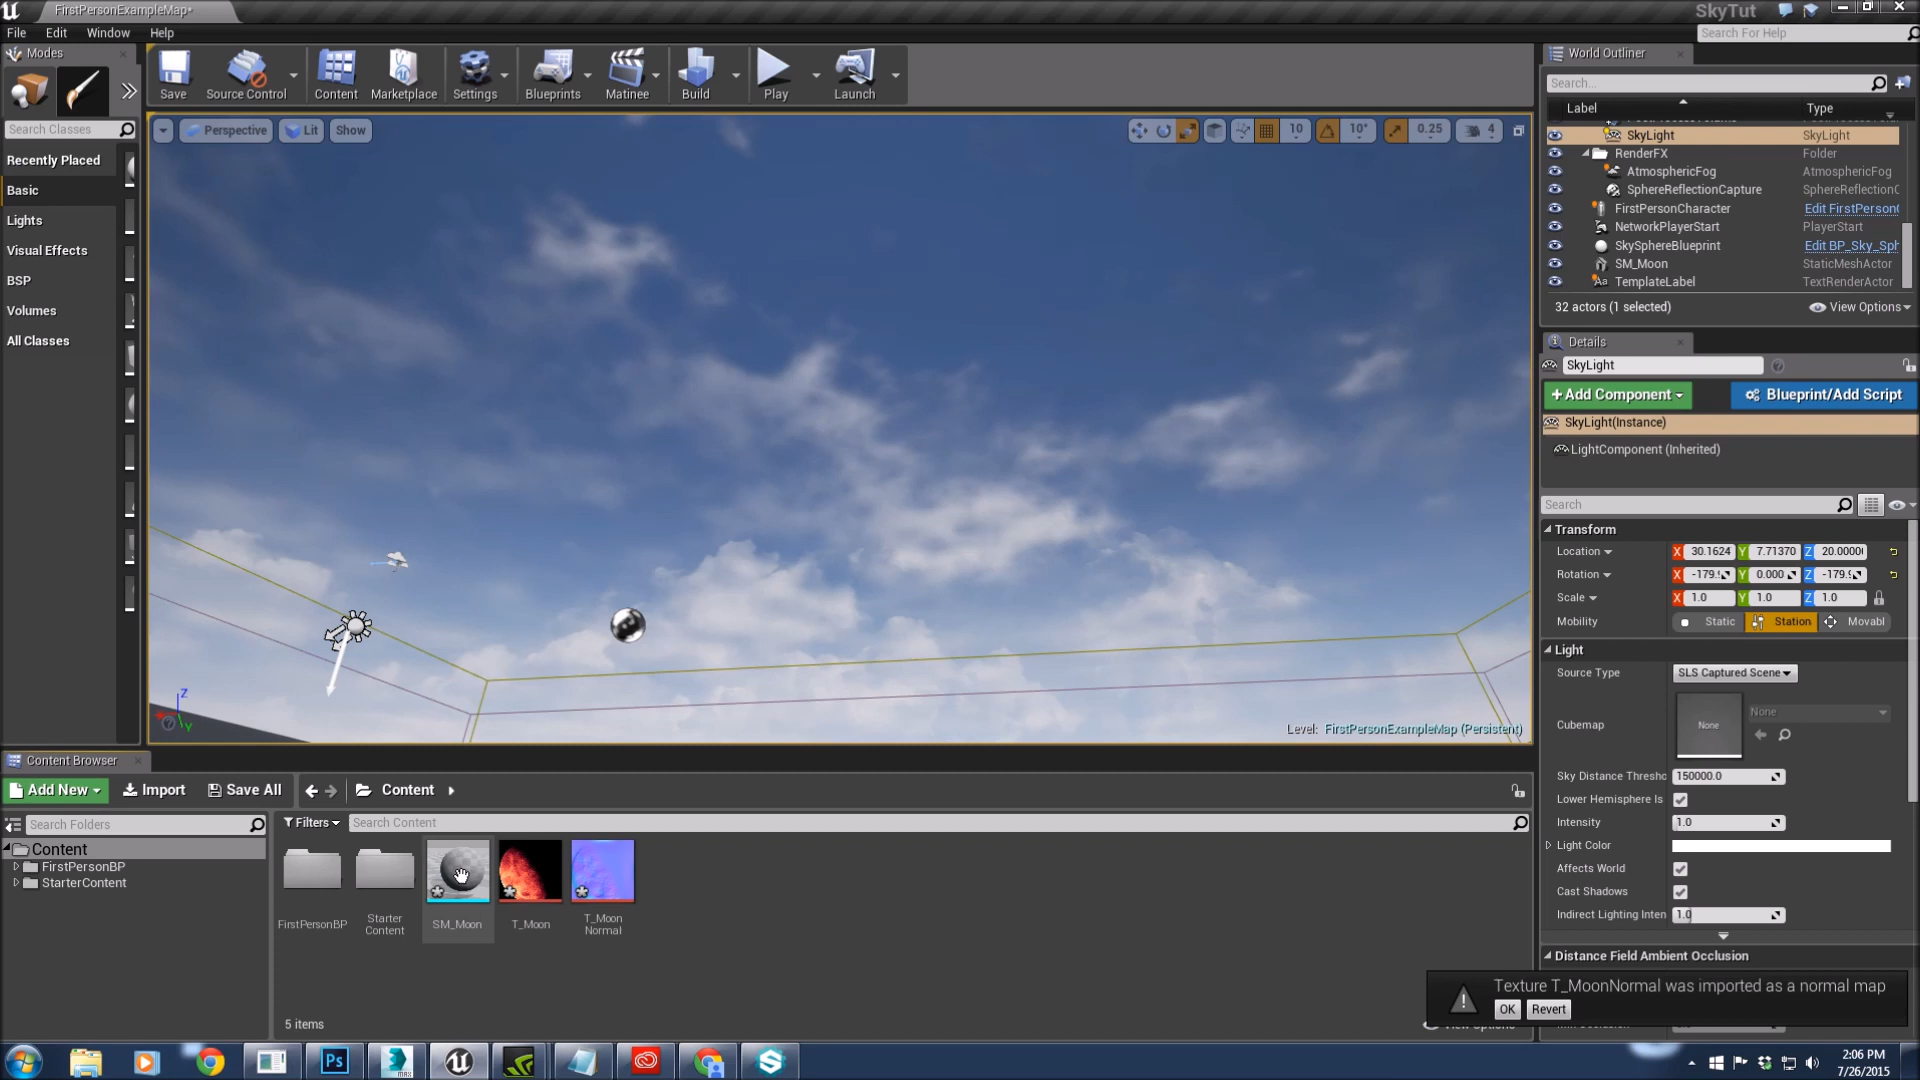 FirstPersonExampleMap*
SkyTut
File Edit Window Help
Search For Help
Modes
Save
Source Control
Content
Marketplace
Settings
Blueprints
Matinee
Build
Play
Launch
World Outliner
Search Classes
Search...
Label
Type
Recently Placed
Basic
Lights
Visual Effects
BSP
Volumes
All Classes
Perspective
Lit
Show
10
10°
0.25
4
SkyLight SkyLight
RenderFX Folder
AtmosphericFog AtmosphericFog
SphereReflectionCapture SphereReflectionC
FirstPersonCharacter Edit FirstPerson
NetworkPlayerStart PlayerStart
SkySphereBlueprint Edit BP_Sky_Sph
SM_Moon StaticMeshActor
TemplateLabel TextRenderActor
32 actors (1 selected)
View Options
Details
SkyLight
+Add Component
Blueprint/Add Script
SkyLight(Instance)
LightComponent (Inherited)
Search
Transform
Location X 30.1624 Y 7.71370 Z 20.0000
Rotation X -179.9 Y 0.000 Z -179.9
Scale X 1.0 Y 1.0 Z 1.0
Mobility Static Station Movabl
Light
Source Type SLS Captured Scene
Cubemap None None
Sky Distance Thresho 150000.0
Lower Hemisphere Is
Intensity 1.0
Light Color
Affects World
Cast Shadows
Indirect Lighting Inten 1.0
Distance Field Ambient Occlusion
Z
Y
Level: FirstPersonExampleMap (Persistent)
Content Browser
Add New
Import
Save All
Content
Search Folders
Filters
Search Content
Content
FirstPersonBP
StarterContent
FirstPersonBP
Starter
Content
SM_Moon
T_Moon
T_Moon
Normal
5 items
Texture T_MoonNormal was imported as a normal map
OK Revert
Ps
MAX
2:06 PM
7/26/2015